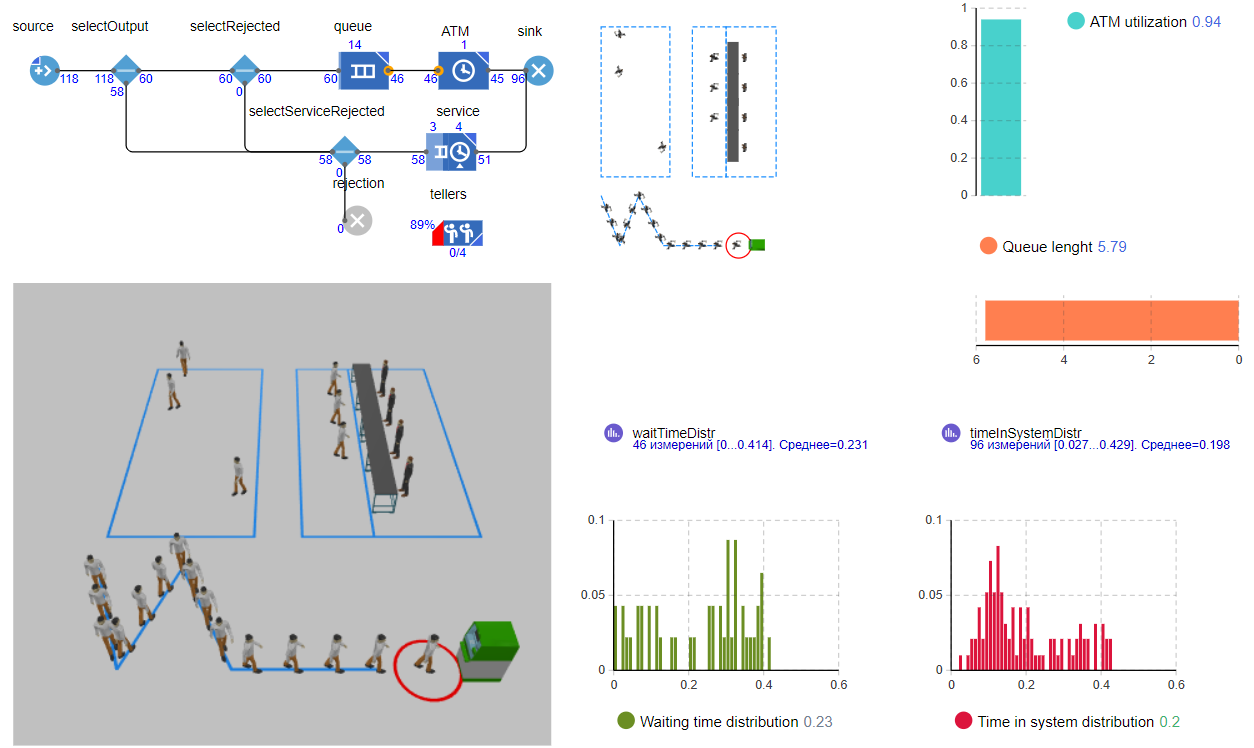 source
selectOutput
selectRejected
queue
ATM
sink
14
1
118
118
60
60
60
60
46
46
45
96
58
0
selectServiceRejected
service
3
4
58
58
58
51
0
rejection
0
tellers
89%
0/4
ATM utilization 0.94
1
0.8
0.6
0.4
0.2
0
Queue lenght 5.79
6
4
2
0
waitTimeDistr
46 измерений [0...0.414]. Среднее=0.231
timeInSystemDistr
96 измерений [0.027...0.429]. Среднее=0.198
0.1
0.05
0
0
0.2
0.4
0.6
Waiting time distribution 0.23
0.1
0.05
0
0
0.2
0.4
0.6
Time in system distribution 0.2